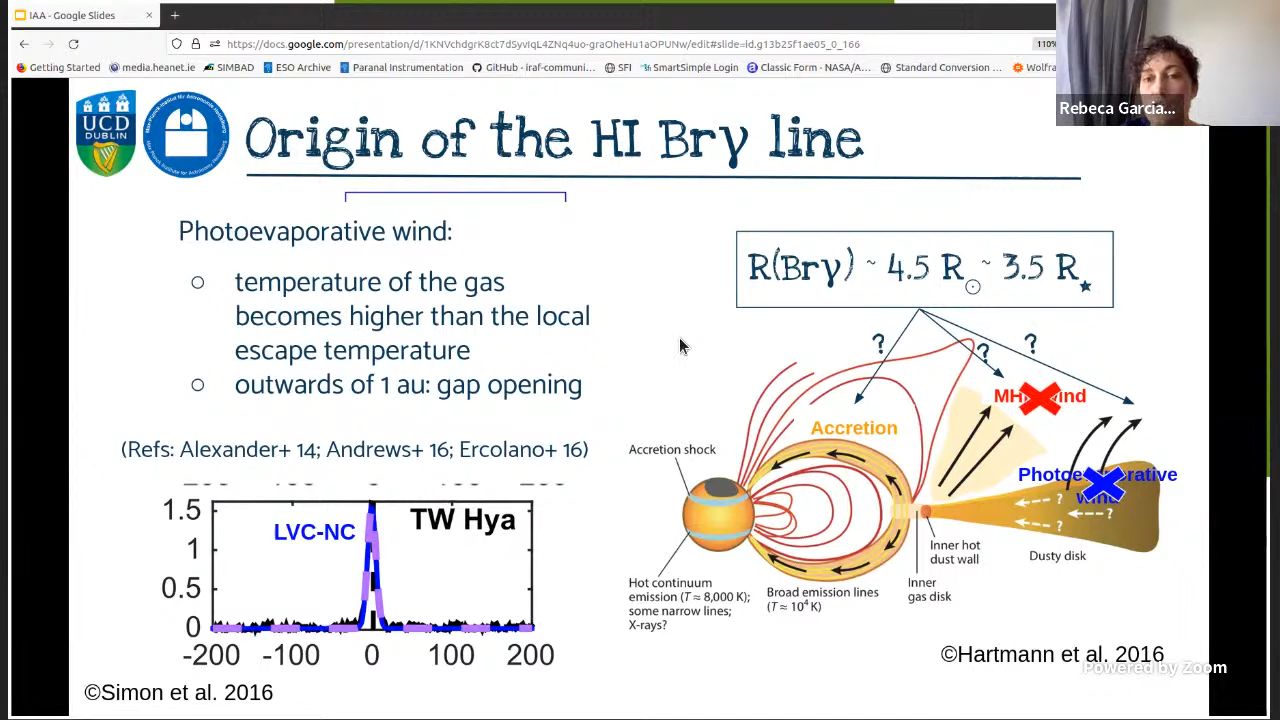 IAA - Google Slides
https://docs.google.com/presentation/d/1KNVchdgrK8ct7dSyvIqL4ZNq4uo-graOheHu1aOPUNw/edit#slide=id.g13b25f1ae05_0_166
110%
Getting Started
media.heanet.ie
SIMBAD
ESO Archive
Paranal Instrumentation
GitHub - iraf-communi...
SFI
SmartSimple Login
Classic Form - NASA/A...
Standard Conversion ...
Wolfra
Rebeca Garcia...
UCD
DUBLIN
Origin of the HI Brγ line
Photoevaporative wind:
○ temperature of the gas
becomes higher than the local
escape temperature
○ outwards of 1 au: gap opening
(Refs: Alexander+ 14; Andrews+ 16; Ercolano+ 16)
R(Brγ) ~ 4.5 R☉ ~ 3.5 R★
? ? ?
Accretion
Accretion shock
Hot continuum
emission (T ≈ 8,000 K);
some narrow lines;
X-rays?
Broad emission lines
(T ≈ 10⁴ K)
Inner hot
dust wall
Inner
gas disk
Dusty disk
? ? ?
1.5
1
0.5
0
LVC-NC
TW Hya
-200 -100 0 100 200
©Simon et al. 2016
©Hartmann et al. 2016
Powered by Zoom